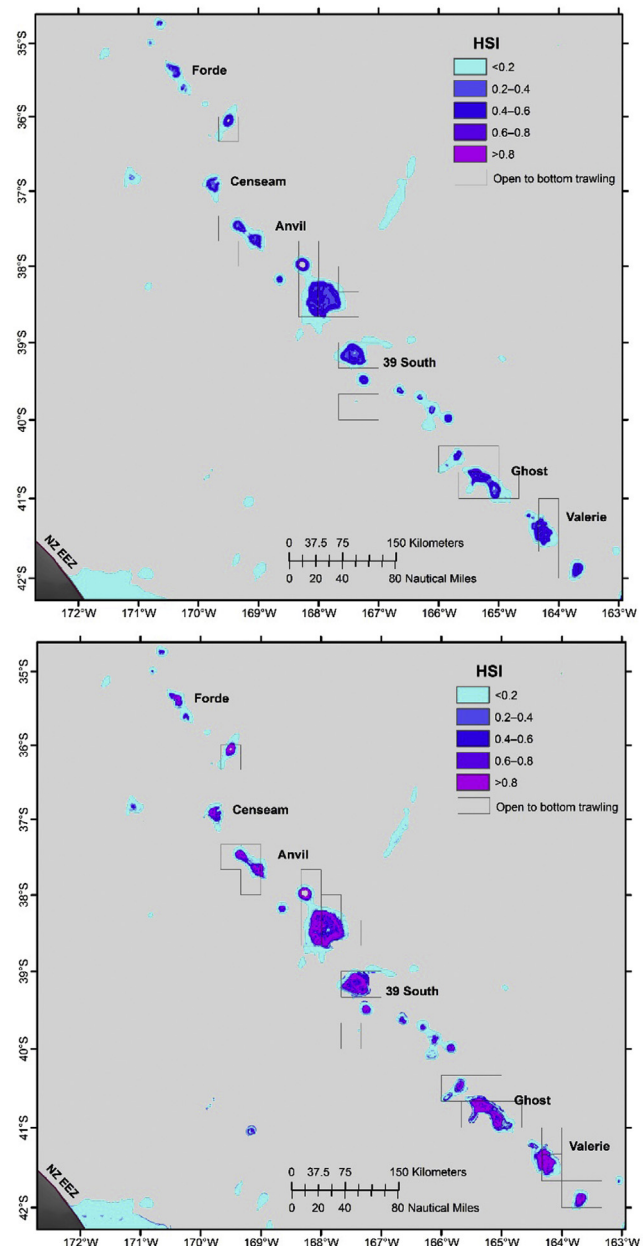 HSI
<0.2
0.2–0.4
0.4–0.6
0.6–0.8
>0.8
Open to bottom trawling
35°S
36°S
37°S
38°S
39°S
40°S
41°S
42°S
Forde
Censeam
Anvil
39 South
Ghost
Valerie
NZ EEZ
0 37.5 75 150 Kilometers
0 20 40 80 Nautical Miles
172°W 171°W 170°W 169°W 168°W 167°W 166°W 165°W 164°W 163°W
HSI
<0.2
0.2–0.4
0.4–0.6
0.6–0.8
>0.8
Open to bottom trawling
35°S
36°S
37°S
38°S
39°S
40°S
41°S
42°S
Forde
Censeam
Anvil
39 South
Ghost
Valerie
NZ EEZ
0 37.5 75 150 Kilometers
0 20 40 80 Nautical Miles
172°W 171°W 170°W 169°W 168°W 167°W 166°W 165°W 164°W 163°W